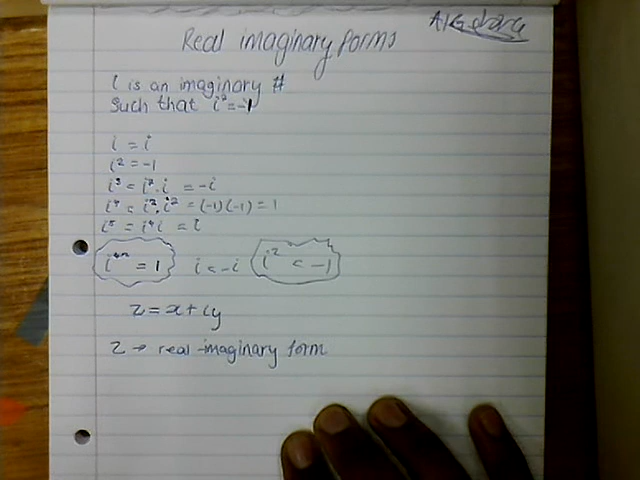 Algebra
Real imaginary forms
i is an imaginary #
such that i² = -1
i = i
i² = -1
i³ = i².i = -i
i⁴ = i².i² = (-1)(-1) = 1
i⁵ = i⁴i = i
i⁴ⁿ = 1 i < -i i² < -1
z = x + iy
z → real-imaginary form